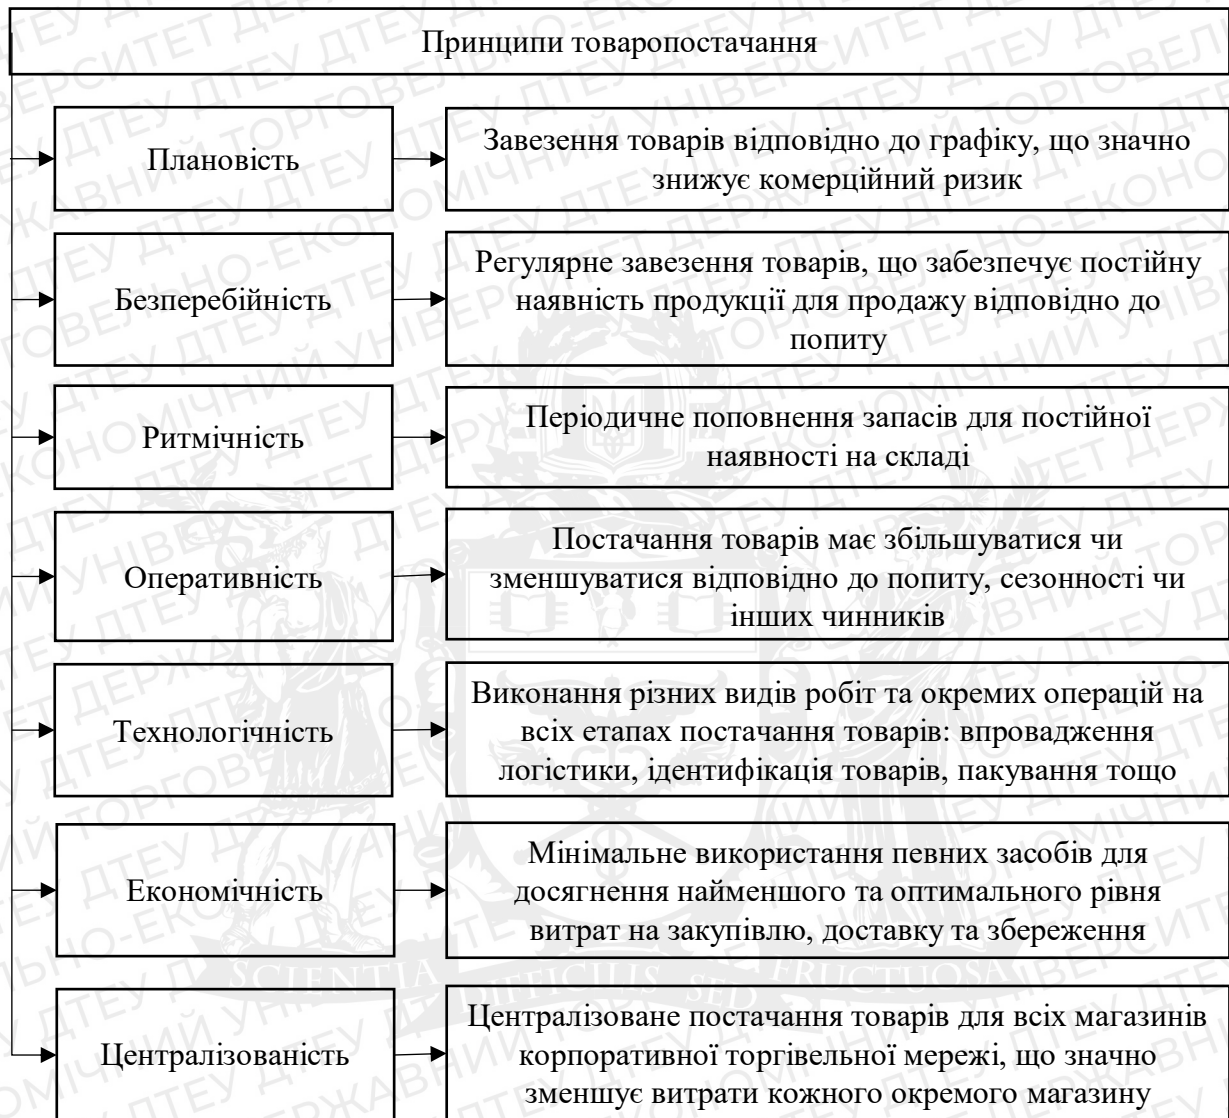 Принципи товаропостачання
Плановість
Завезення товарів відповідно до графіку, що значно
знижує комерційний ризик
Безперебійність
Регулярне завезення товарів, що забезпечує постійну
наявність продукції для продажу відповідно до
попиту
Ритмічність
Періодичне поповнення запасів для постійної
наявності на складі
Оперативність
Постачання товарів має збільшуватися чи
зменшуватися відповідно до попиту, сезонності чи
інших чинників
Технологічність
Виконання різних видів робіт та окремих операцій на
всіх етапах постачання товарів: впровадження
логістики, ідентифікація товарів, пакування тощо
Економічність
Мінімальне використання певних засобів для
досягнення найменшого та оптимального рівня
витрат на закупівлю, доставку та збереження
SCIENTIA DIFFICILIS SED FRUCTUOSA
Централізованість
Централізоване постачання товарів для всіх магазинів
корпоративної торгівельної мережі, що значно
зменшує витрати кожного окремого магазину